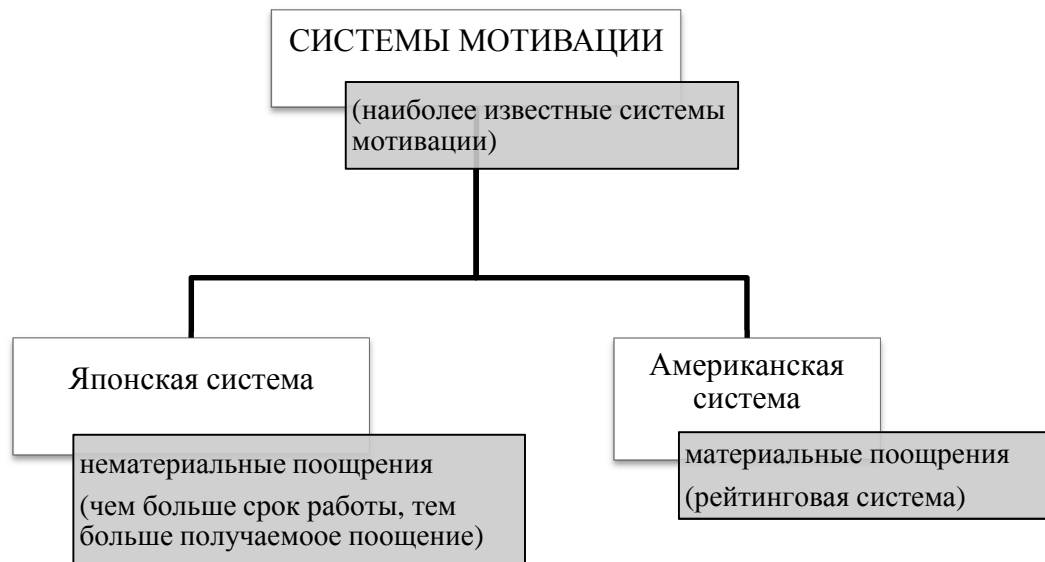 СИСТЕМЫ МОТИВАЦИИ
(наиболее известные системы
мотивации)
Японская система
нематериальные поощрения
(чем больше срок работы, тем
больше получаемоое поощение)
Американская
система
материальные поощрения
(рейтинговая система)